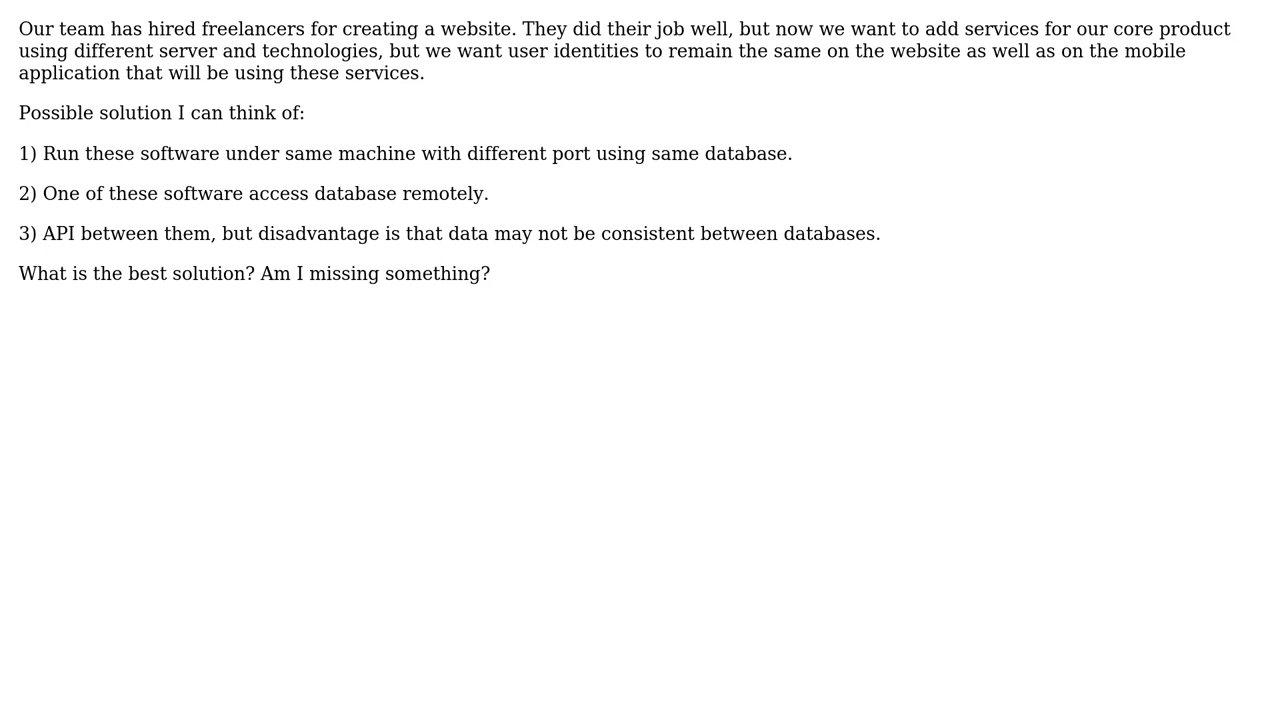 Our team has hired freelancers for creating a website. They did their job well, but now we want to add services for our core product
using different server and technologies, but we want user identities to remain the same on the website as well as on the mobile
application that will be using these services.
Possible solution I can think of:
1) Run these software under same machine with different port using same database.
2) One of these software access database remotely.
3) API between them, but disadvantage is that data may not be consistent between databases.
What is the best solution? Am I missing something?